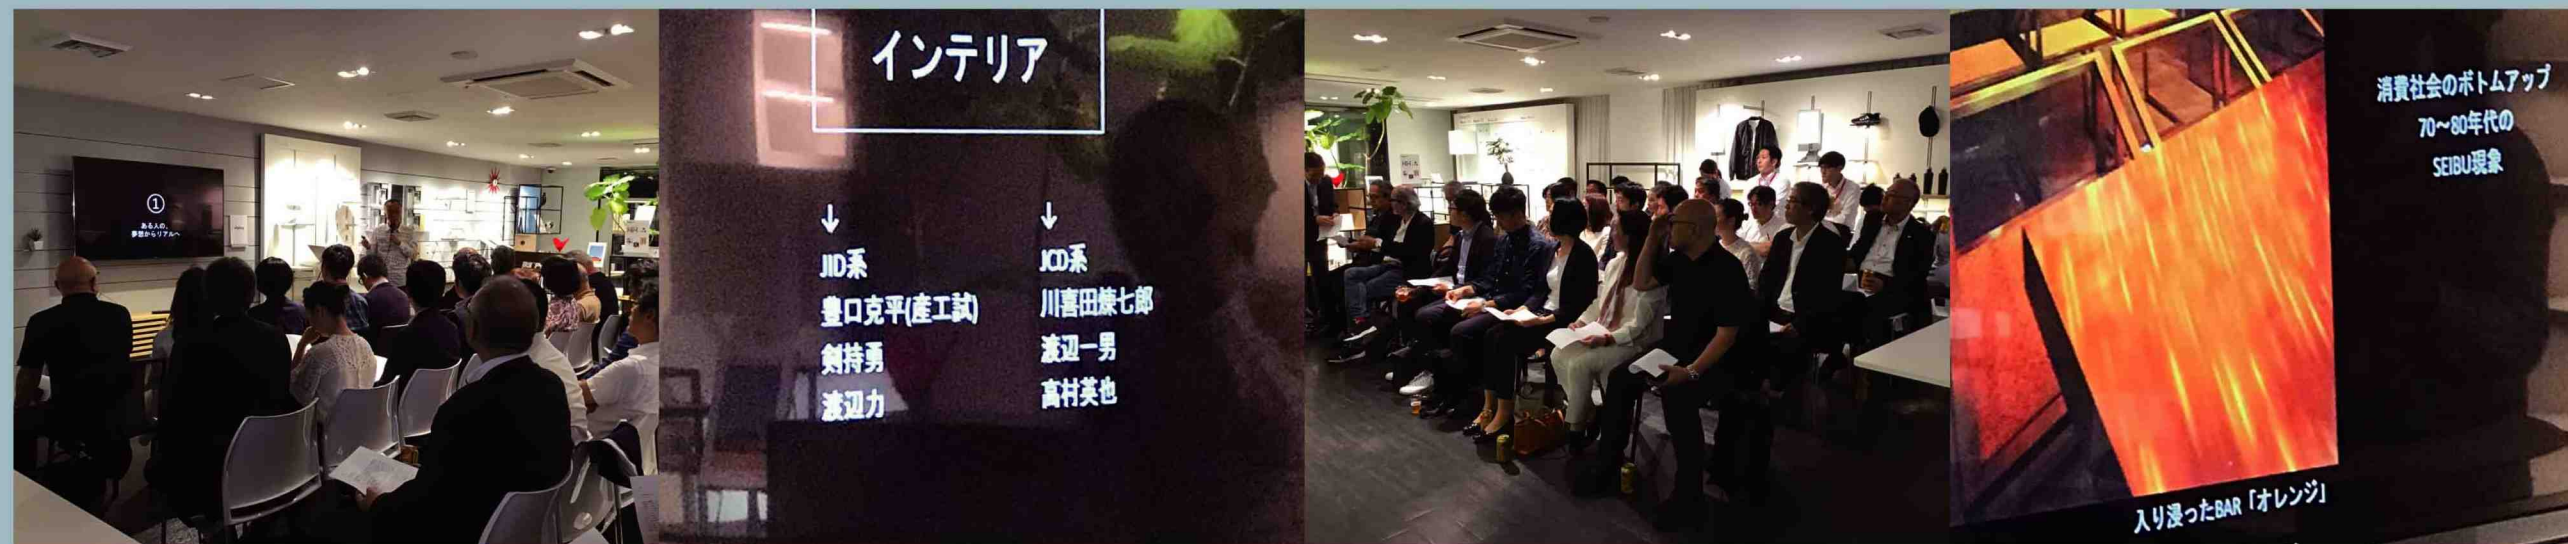 ①
ある人の、
夢想からリアルへ
インテリア
↓
↓
JID系
豊口克平(産工試)
剣持勇
渡辺力
JCD系
川喜田煉七郎
渡辺一男
高村英也
消費社会のボトムアップ
70～80年代の
SEIBU現象
入り浸ったBAR「オレンジ」